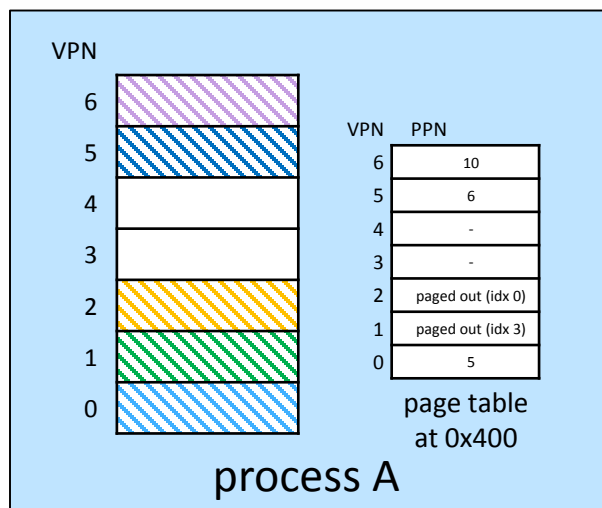 VPN
6
5
4
3
2
1
0
VPN PPN
6 10
5 6
4 -
3 -
2 paged out (idx 0)
1 paged out (idx 3)
0 5
page table
at 0x400
process A